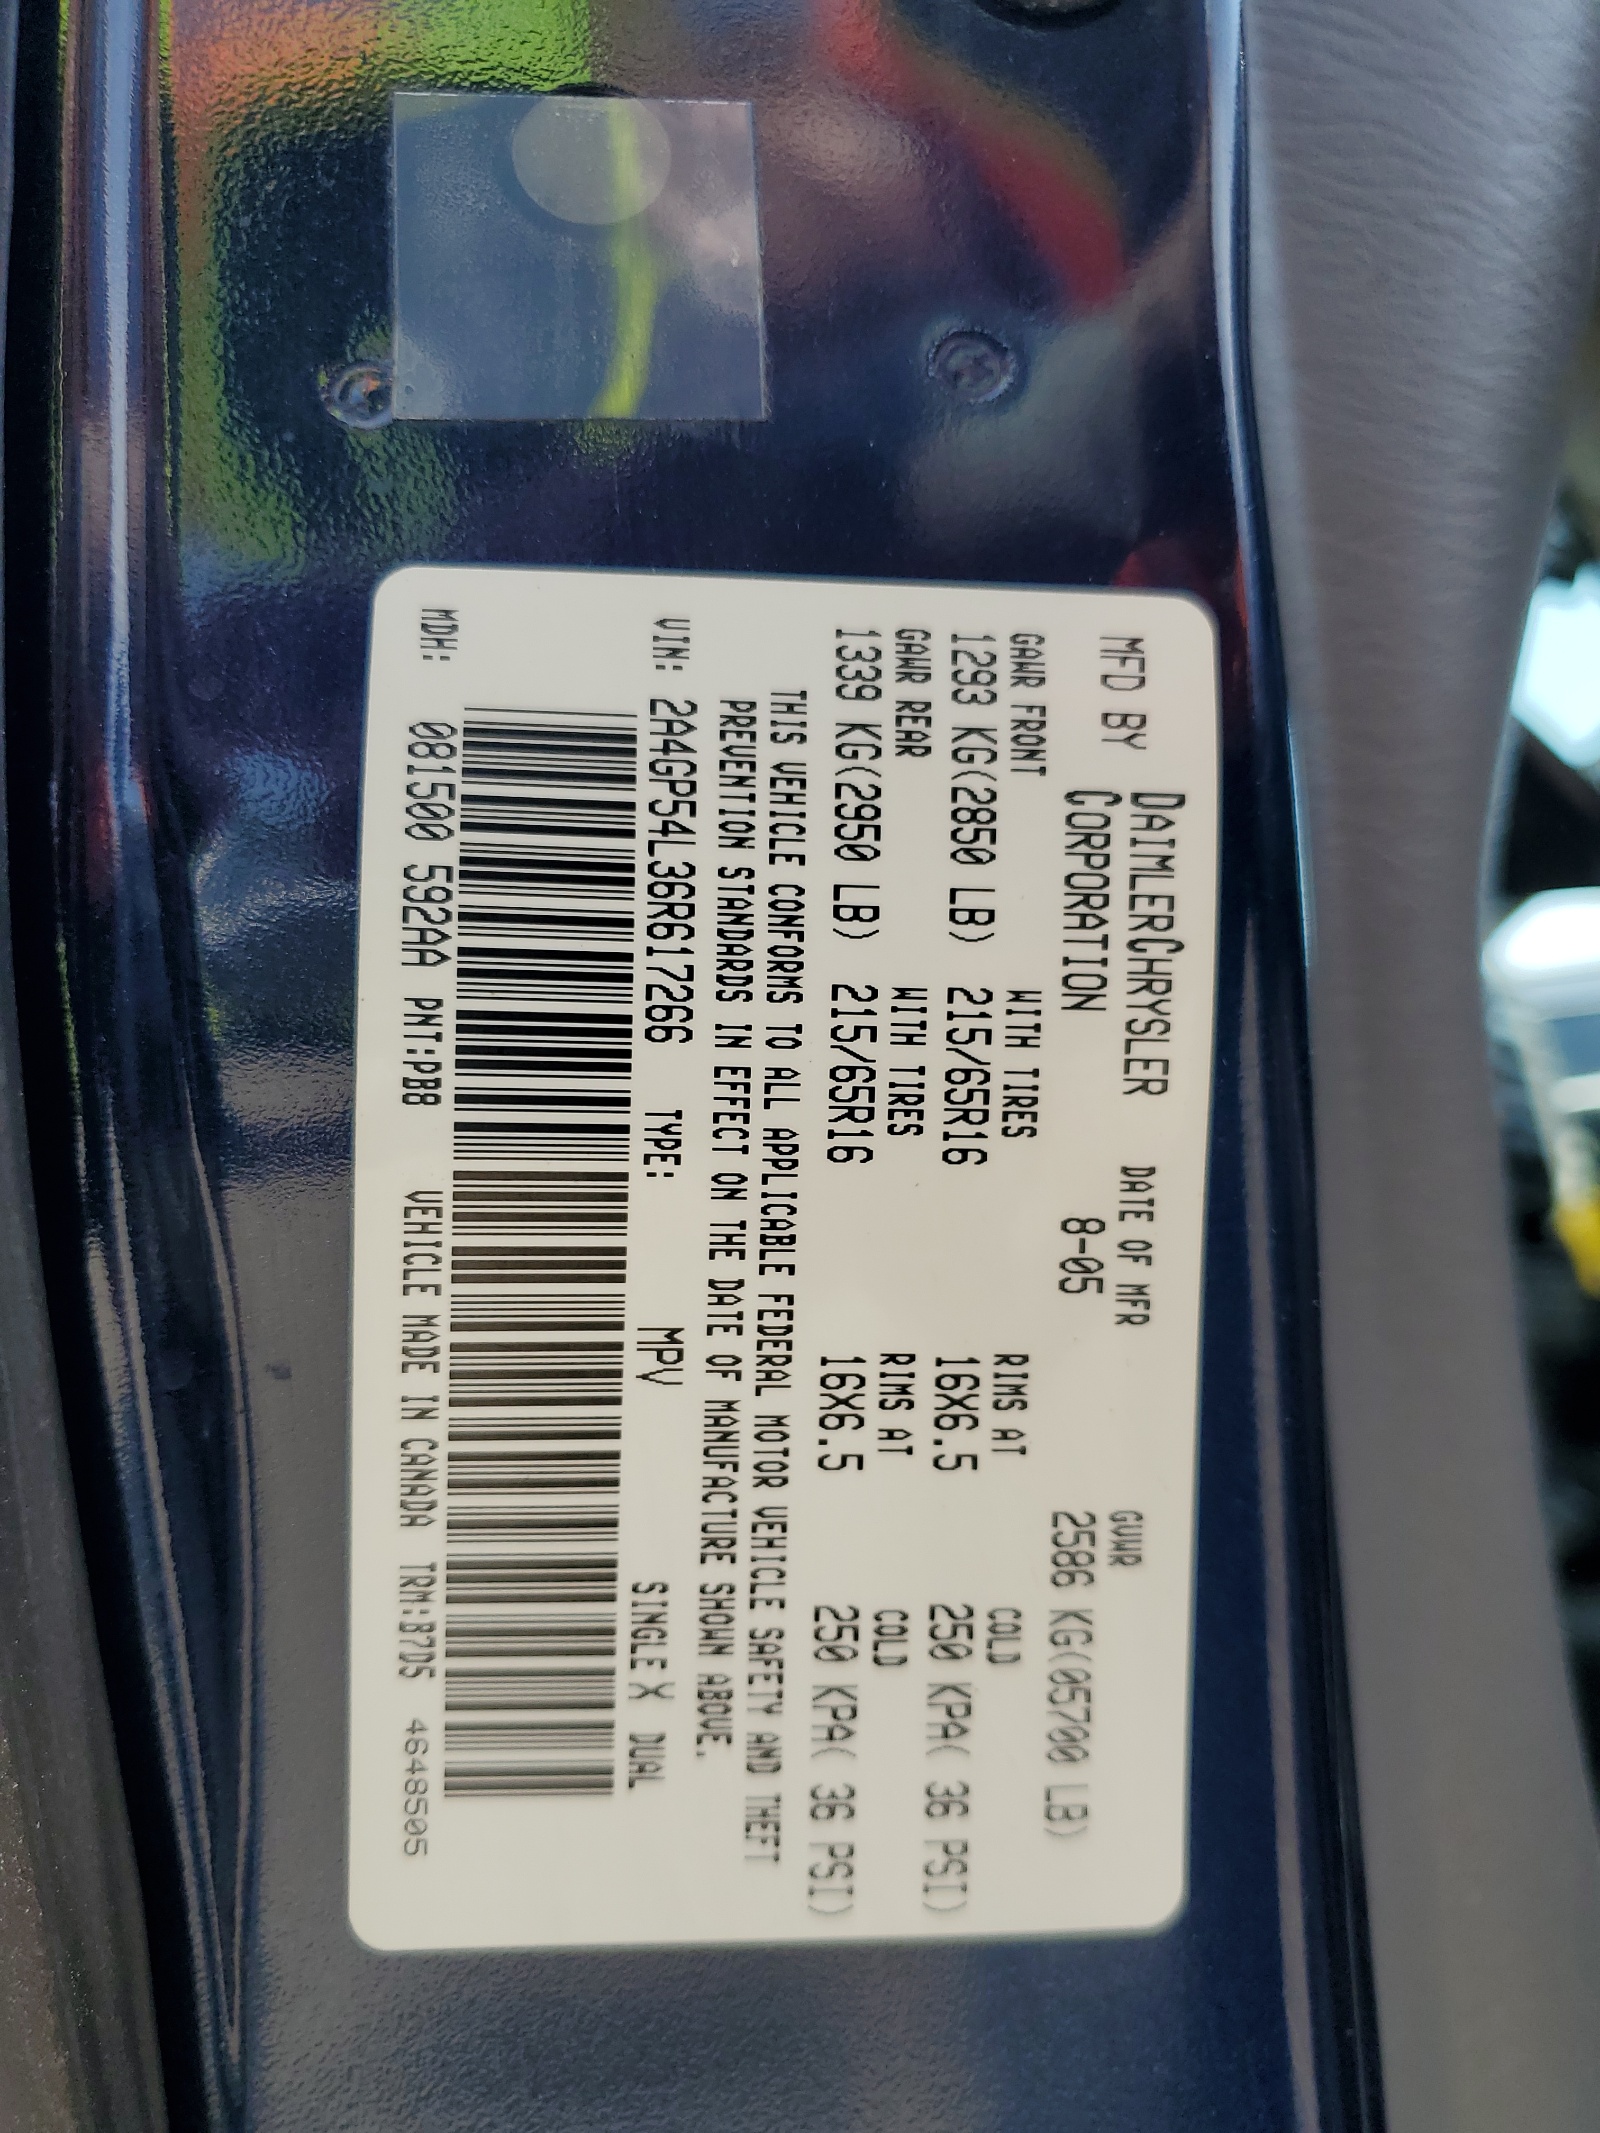 MFD BY DAIMLERCHRYSLER CORPORATION DATE OF MFR 8-05 GVWR 2586 KG(05700 LB)
GAWR FRONT WITH TIRES RIMS AT COLD
1293 KG(2850 LB) 215/65R16 16X6.5 250 KPA( 36 PSI)
GAWR REAR WITH TIRES RIMS AT COLD
1339 KG(2950 LB) 215/65R16 16X6.5 250 KPA( 36 PSI)
THIS VEHICLE CONFORMS TO ALL APPLICABLE FEDERAL MOTOR VEHICLE SAFETY AND THEFT
PREVENTION STANDARDS IN EFFECT ON THE DATE OF MANUFACTURE SHOWN ABOVE.
VIN: 2A4GP54L36R617266 TYPE: MPV SINGLE X DUAL
MDH: 081500 592AA PNT:PB8 VEHICLE MADE IN CANADA TRM:B7D5 4648505